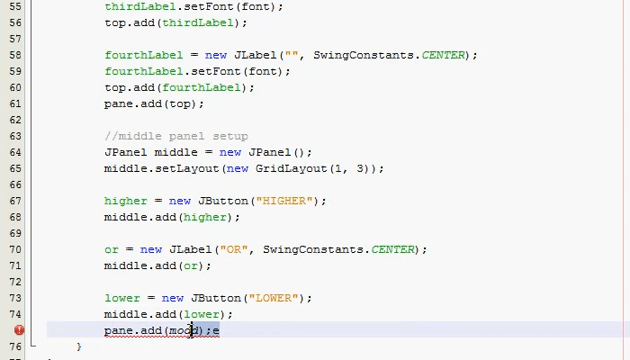 55 thirdLabel.setFont(font);
56 top.add(thirdLabel);
57
58 fourthLabel = new JLabel("", SwingConstants.CENTER);
59 fourthLabel.setFont(font);
60 top.add(fourthLabel);
61 pane.add(top);
62
63 //middle panel setup
64 JPanel middle = new JPanel();
65 middle.setLayout(new GridLayout(1, 3));
66
67 higher = new JButton("HIGHER");
68 middle.add(higher);
69
70 or = new JLabel("OR", SwingConstants.CENTER);
71 middle.add(or);
72
73 lower = new JButton("LOWER");
74 middle.add(lower);
pane.add(mood);e
76 }